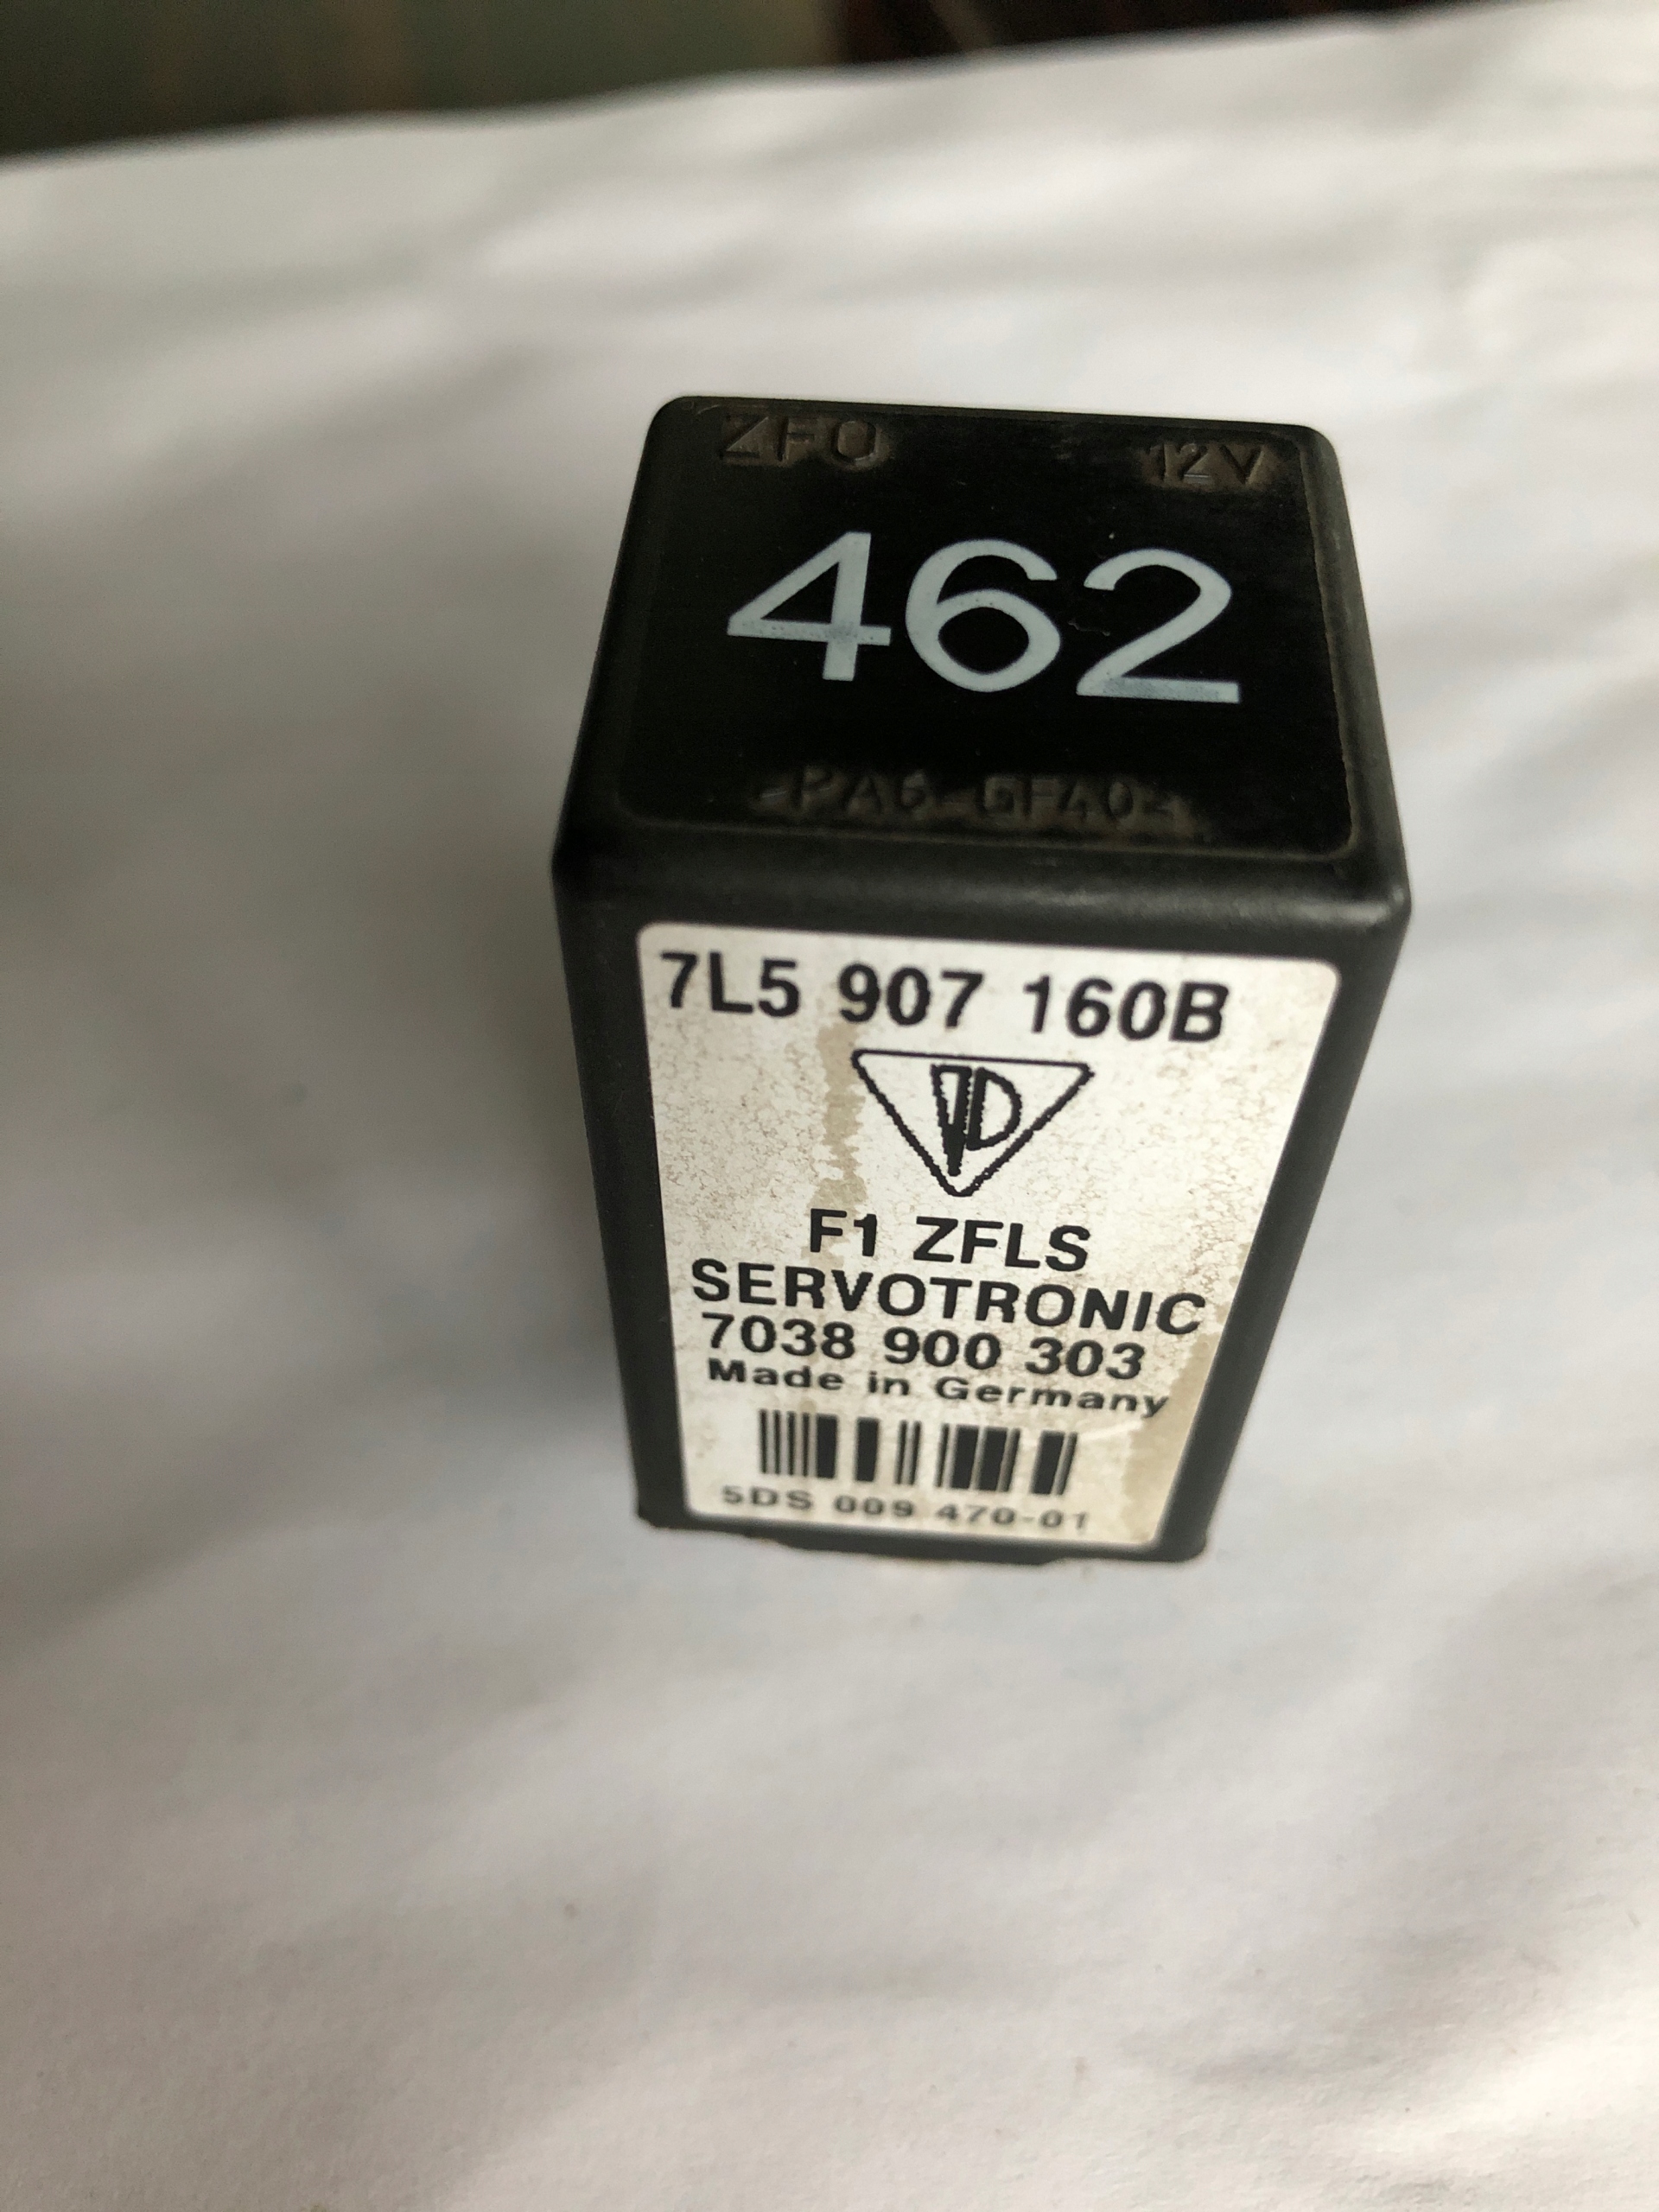 ZFO 12V
462
>PA6-GF40<
7L5 907 160B
F1 ZFLS
SERVOTRONIC
7038 900 303
Made in Germany
5DS 009 470-01